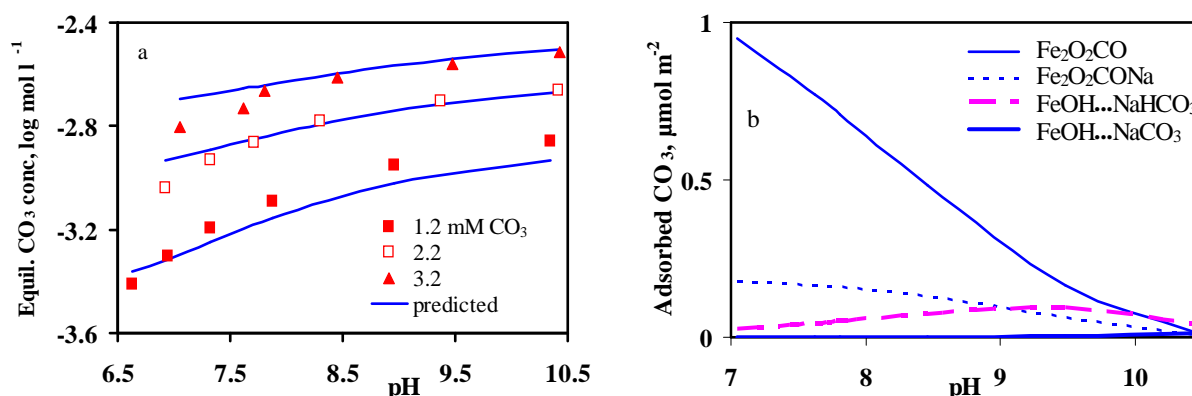 Equil. CO₃ conc, log mol l⁻¹
-2.4
-2.8
-3.2
-3.6
a
1.2 mM CO₃
2.2
3.2
predicted
6.5 7.5 8.5 9.5 10.5
pH
Adsorbed CO₃, µmol m⁻²
1
0.5
0
b
Fe₂O₂CO
Fe₂O₂CONa
FeOH...NaHCO₃
FeOH...NaCO₃
7 8 9 10
pH